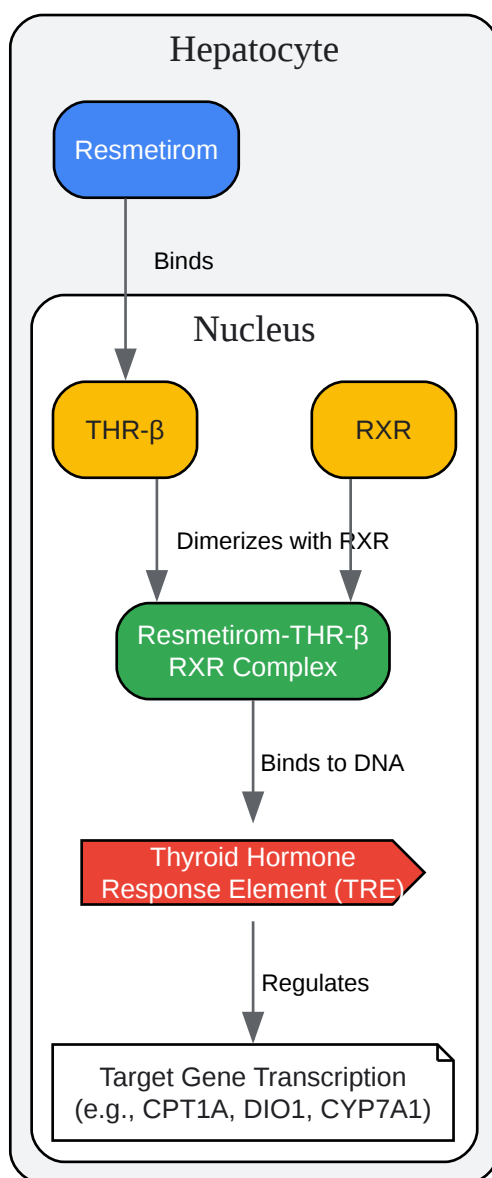 Hepatocyte
Resmetirom
Binds
Nucleus
THR-β
RXR
Dimerizes with RXR
Resmetirom-THR-β
RXR Complex
Binds to DNA
Thyroid Hormone
Response Element (TRE)
Regulates
Target Gene Transcription
(e.g., CPT1A, DIO1, CYP7A1)